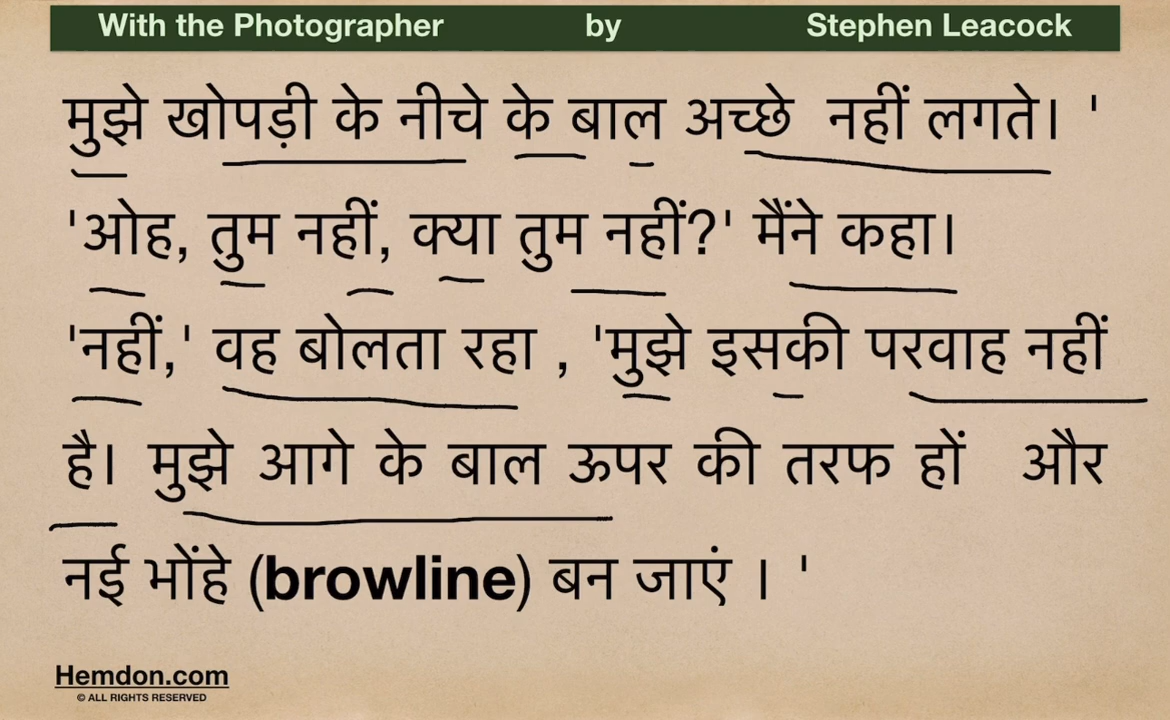 With the Photographer by Stephen Leacock
मुझे खोपड़ी के नीचे के बाल अच्छे नहीं लगते। '
'ओह, तुम नहीं, क्या तुम नहीं?' मैंने कहा।
'नहीं,' वह बोलता रहा , 'मुझे इसकी परवाह नहीं
है। मुझे आगे के बाल ऊपर की तरफ हों और
नई भोंहे (browline) बन जाएं । '
Hemdon.com
© ALL RIGHTS RESERVED